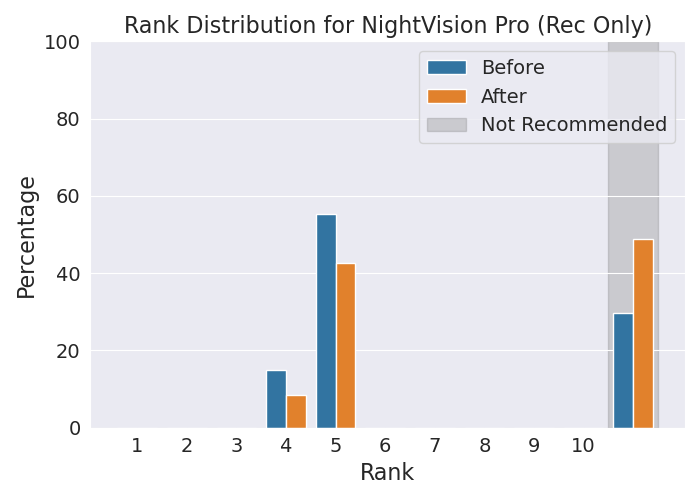 Rank Distribution for NightVision Pro (Rec Only)
100
80
60
40
20
0
Percentage
Before
After
Not Recommended
1 2 3 4 5 6 7 8 9 10
Rank